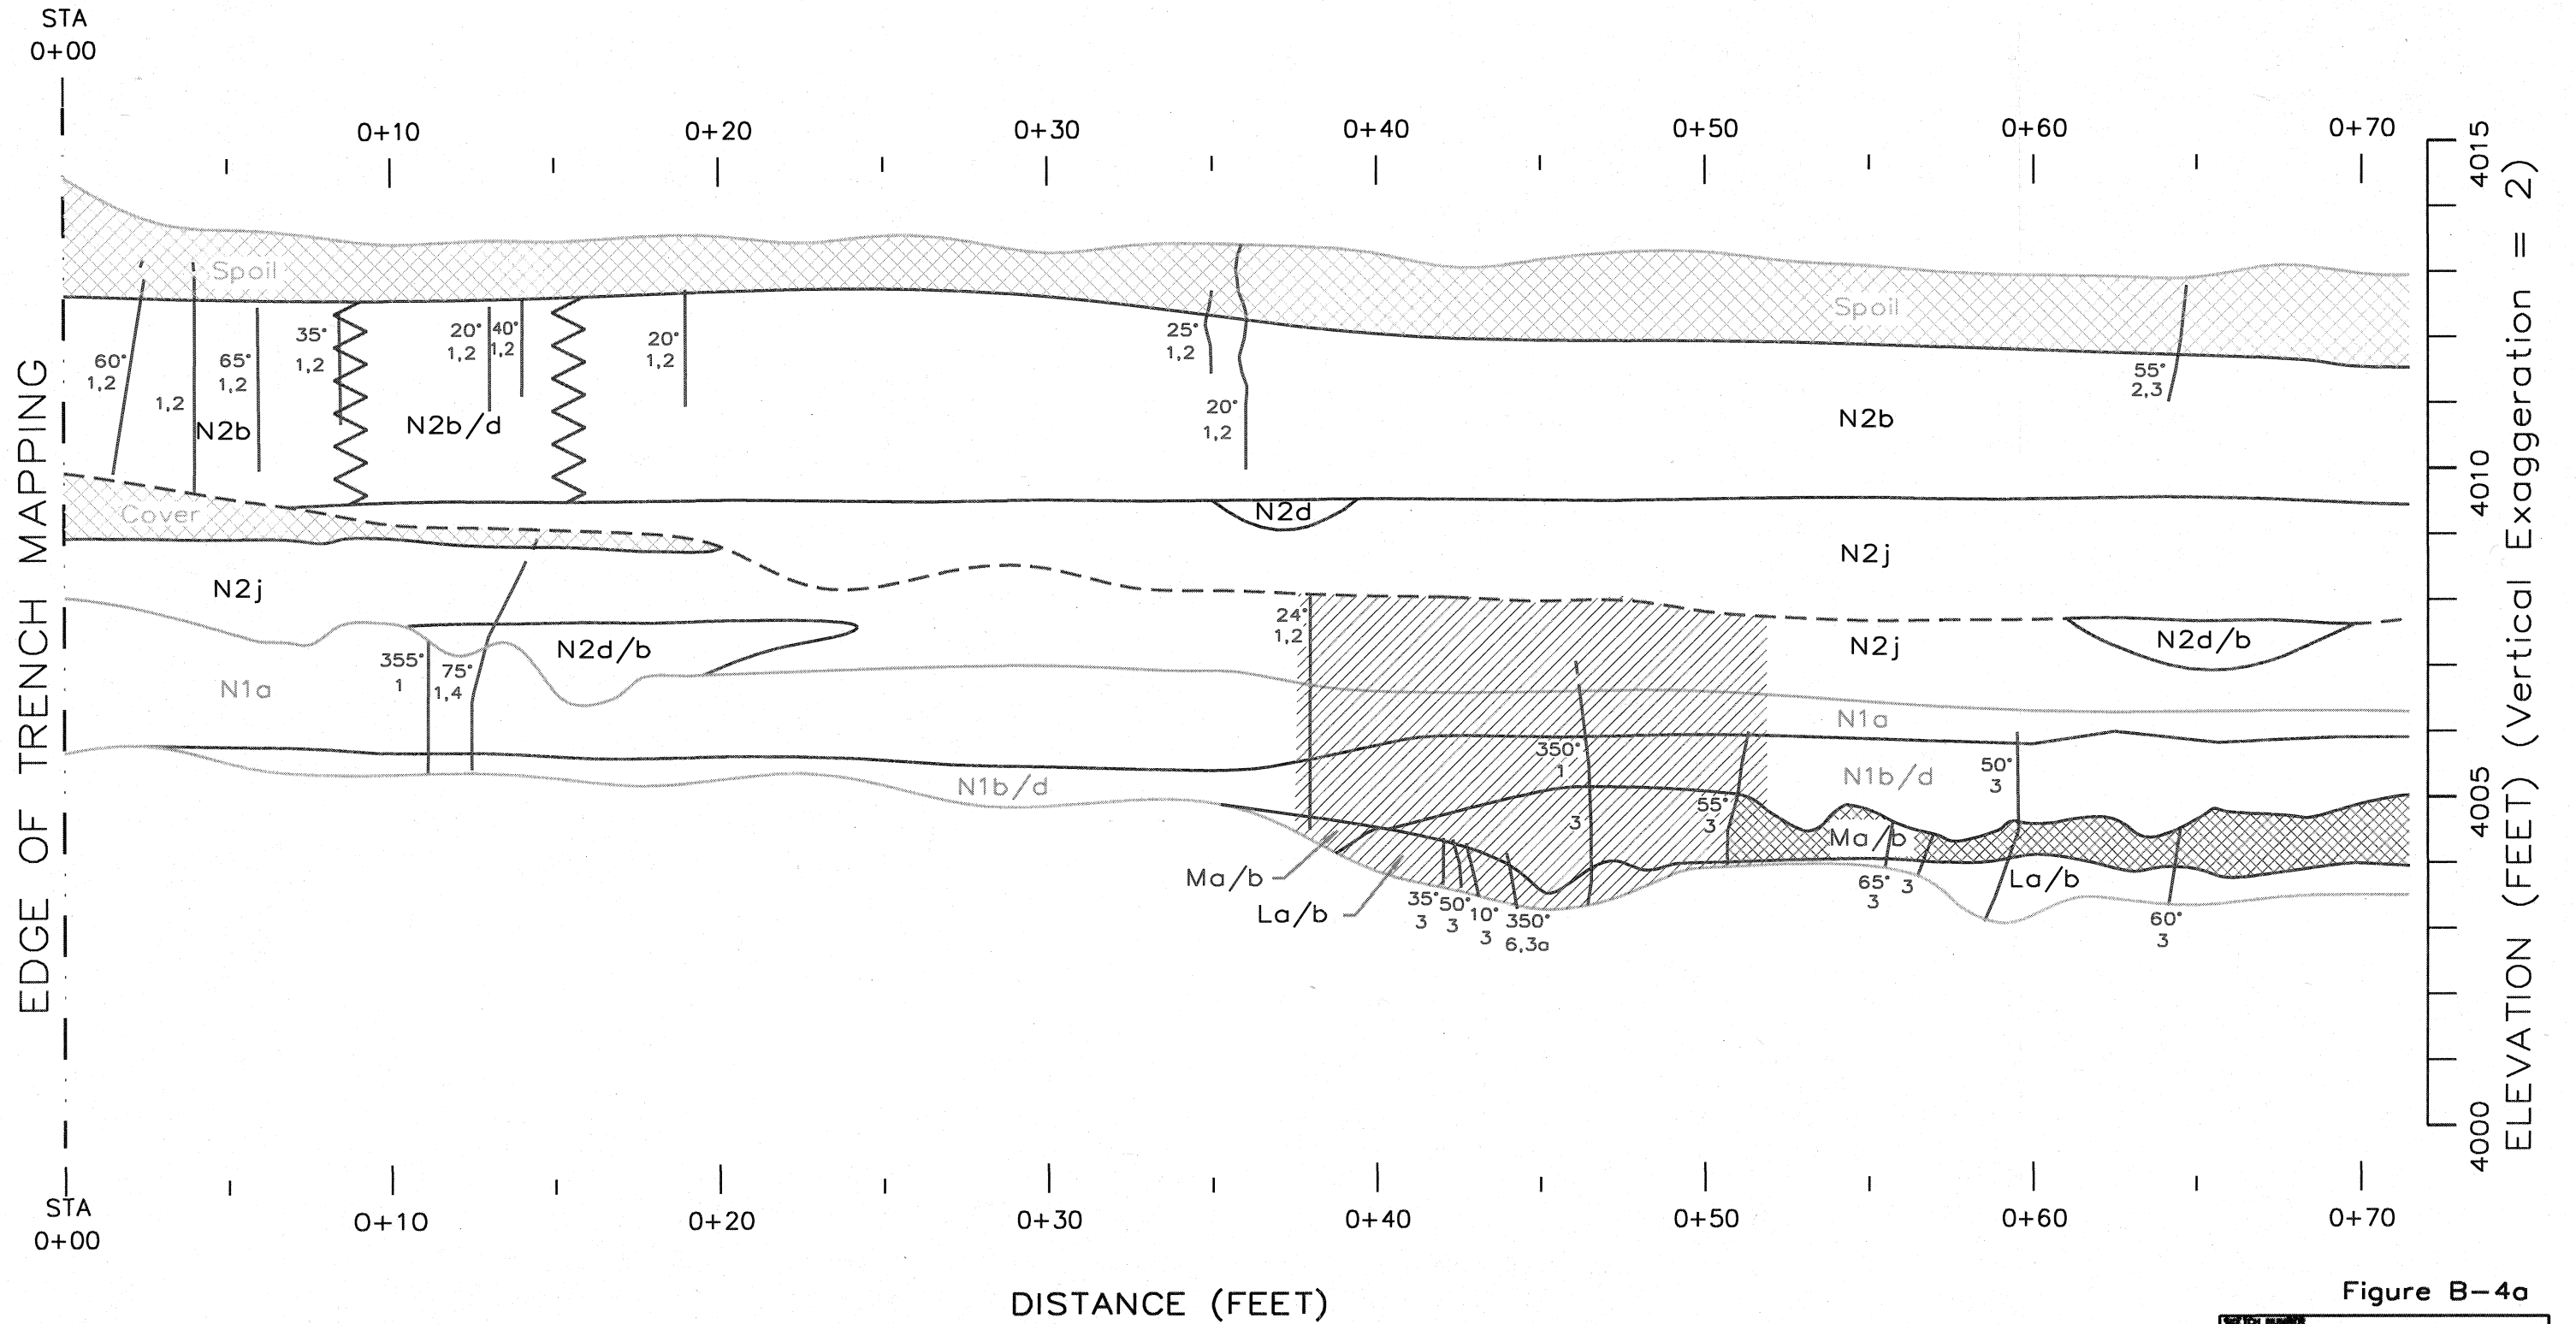 STA
0+00
0+10
0+20
0+30
0+40
0+50
0+60
0+70
4015
Spoil
Spoil
35°
1,2
20°
1,2
40°
1,2
20°
1,2
25°
1,2
60°
1,2
65°
1,2
1,2
55°
2,3
N2b
N2b/d
20°
1,2
N2b
4010
Cover
N2d
N2j
N2j
24°
1,2
N2d/b
N2j
N2d/b
355°
1
75°
1,4
N1a
N1a
350°
1
N1b/d
N1b/d
50°
3
55°
3
3
4005
Ma/b
Ma/b
La/b
La/b
35°
3
50°
3
10°
3
350°
6,3a
65°
3
3
60°
3
4000
EDGE OF TRENCH MAPPING
ELEVATION (FEET) (Vertical Exaggeration = 2)
STA
0+00
0+10
0+20
0+30
0+40
0+50
0+60
0+70
DISTANCE (FEET)
Figure B-4a